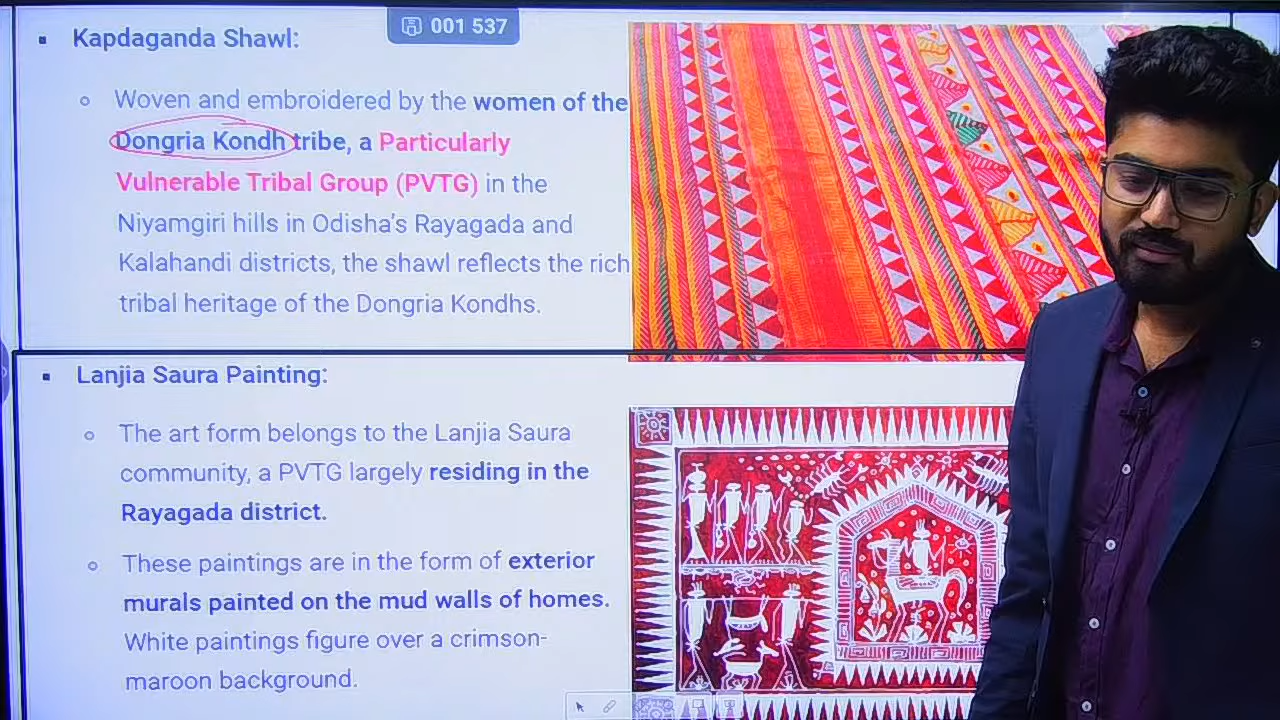 001 537
Kapdaganda Shawl:
Woven and embroidered by the women of the
Dongria Kondh tribe, a Particularly
Vulnerable Tribal Group (PVTG) in the
Niyamgiri hills in Odisha's Rayagada and
Kalahandi districts, the shawl reflects the rich
tribal heritage of the Dongria Kondhs.
Lanjia Saura Painting:
The art form belongs to the Lanjia Saura
community, a PVTG largely residing in the
Rayagada district.
These paintings are in the form of exterior
murals painted on the mud walls of homes.
White paintings figure over a crimson-
maroon background.